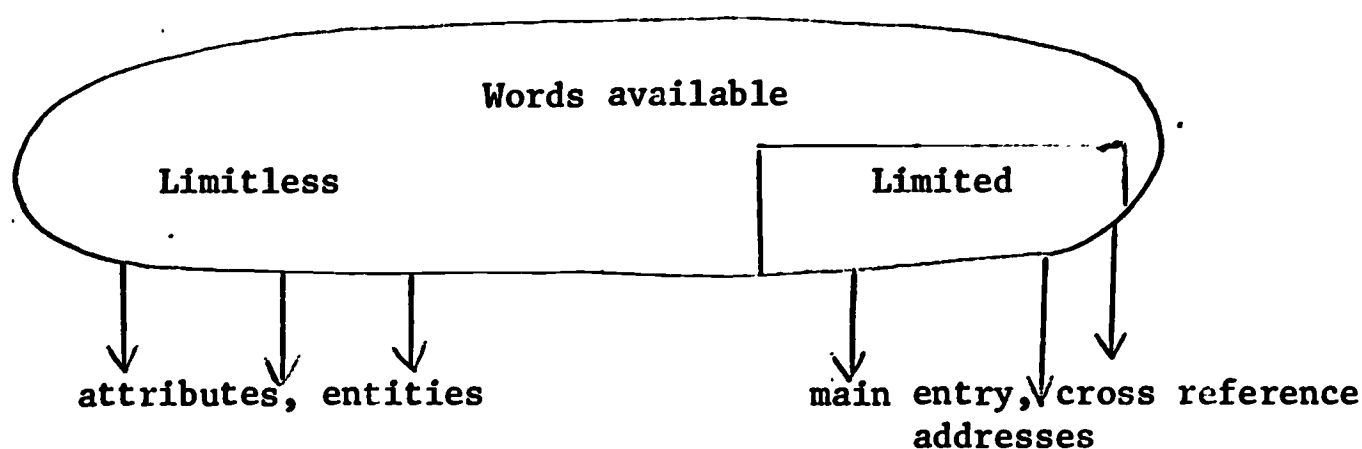 Words available
Limitless
Limited
attributes, entities
main entry, cross reference
addresses